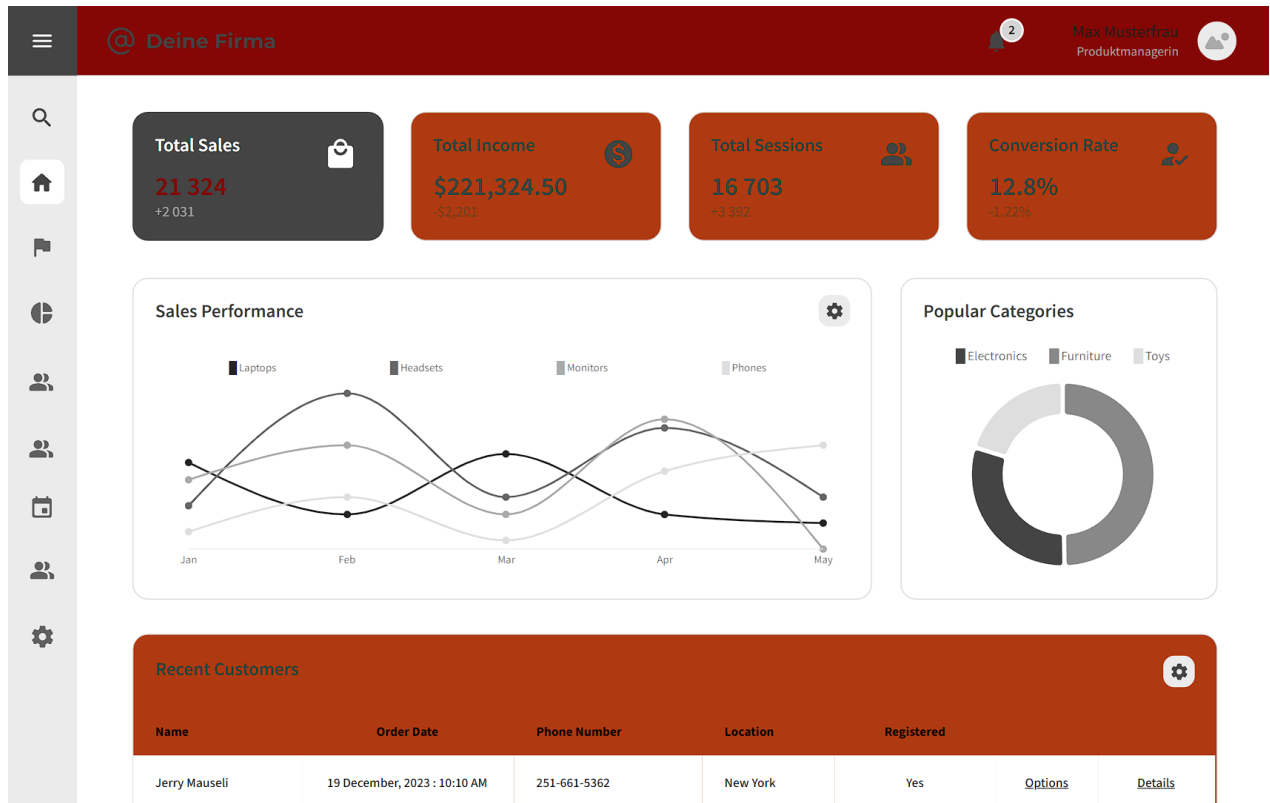 @ Deine Firma
2
Max Musterfrau
Produktmanagerin
Total Sales
21 324
+2 031
Total Income
$221,324.50
-$2,201
Total Sessions
16 703
+3 392
Conversion Rate
12.8%
-1.22%
Sales Performance
Laptops Headsets Monitors Phones
Jan Feb Mar Apr May
Popular Categories
Electronics Furniture Toys
Recent Customers
Name Order Date Phone Number Location Registered
Jerry Mauseli 19 December, 2023 : 10:10 AM 251-661-5362 New York Yes Options Details